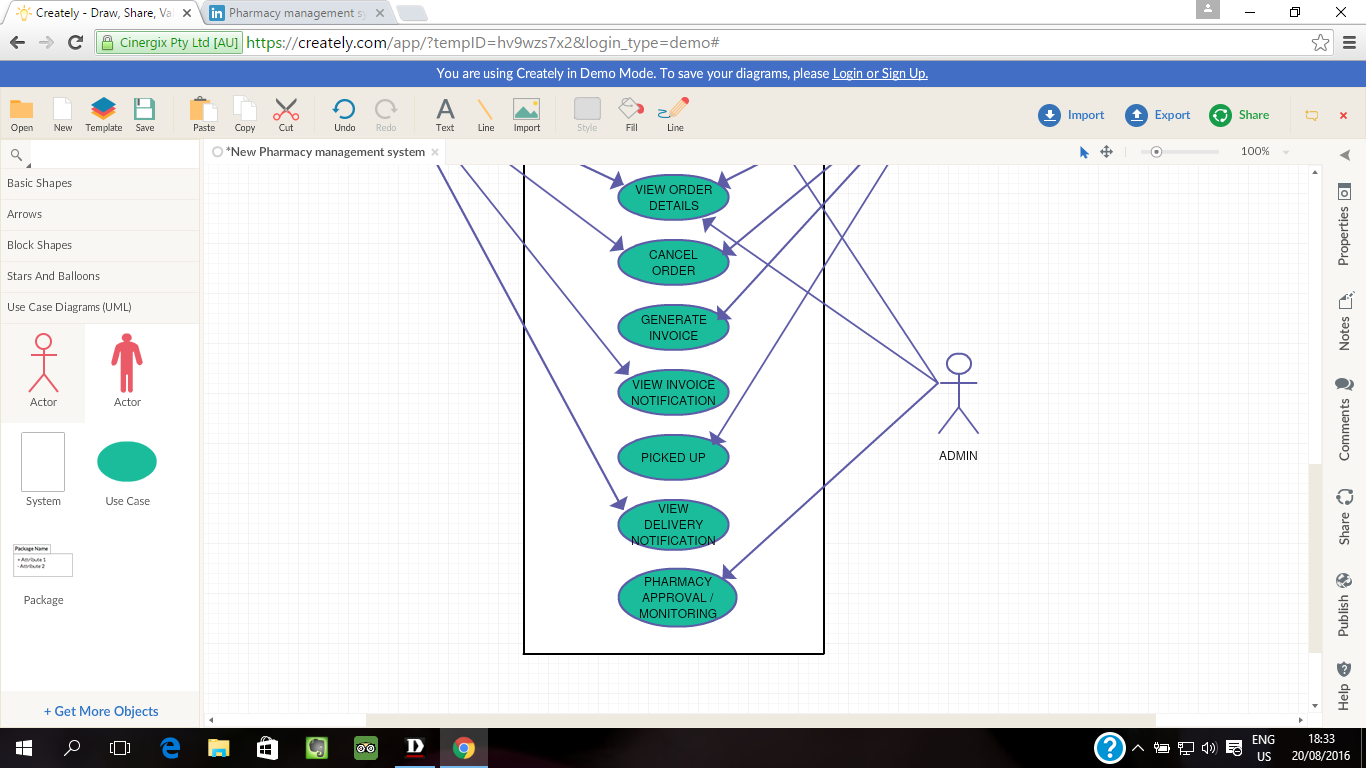 Creately - Draw, Share, Va
Pharmacy management sy
Cinergix Pty Ltd [AU]
https://creately.com/app/?tempID=hv9wzs7x2&login_type=demo#
You are using Creately in Demo Mode. To save your diagrams, please Login or Sign Up.
Open
New
Template
Save
Paste
Copy
Cut
Undo
Redo
Text
Line
Import
Style
Fill
Line
Import
Export
Share
*New Pharmacy management system
100%
Basic Shapes
Arrows
Block Shapes
Stars And Balloons
Use Case Diagrams (UML)
Actor
Actor
System
Use Case
Package Name
+ Attribute 1
- Attribute 2
Package
+ Get More Objects
VIEW ORDER
DETAILS
CANCEL
ORDER
GENERATE
INVOICE
VIEW INVOICE
NOTIFICATION
PICKED UP
VIEW
DELIVERY
NOTIFICATION
PHARMACY
APPROVAL /
MONITORING
ADMIN
Properties
Notes
Comments
Share
Publish
Help
ENG
US
18:33
20/08/2016